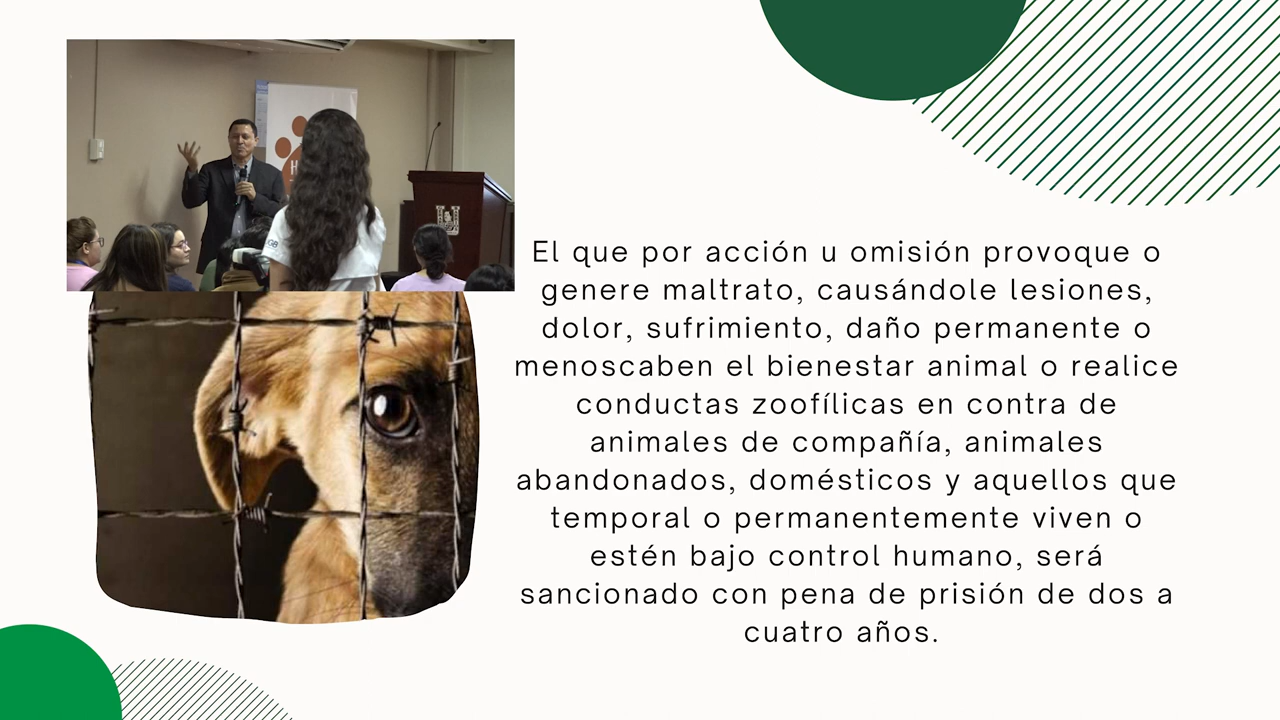 El que por acción u omisión provoque o
genere maltrato, causándole lesiones,
dolor, sufrimiento, daño permanente o
menoscaben el bienestar animal o realice
conductas zoofílicas en contra de
animales de compañía, animales
abandonados, domésticos y aquellos que
temporal o permanentemente viven o
estén bajo control humano, será
sancionado con pena de prisión de dos a
cuatro años.